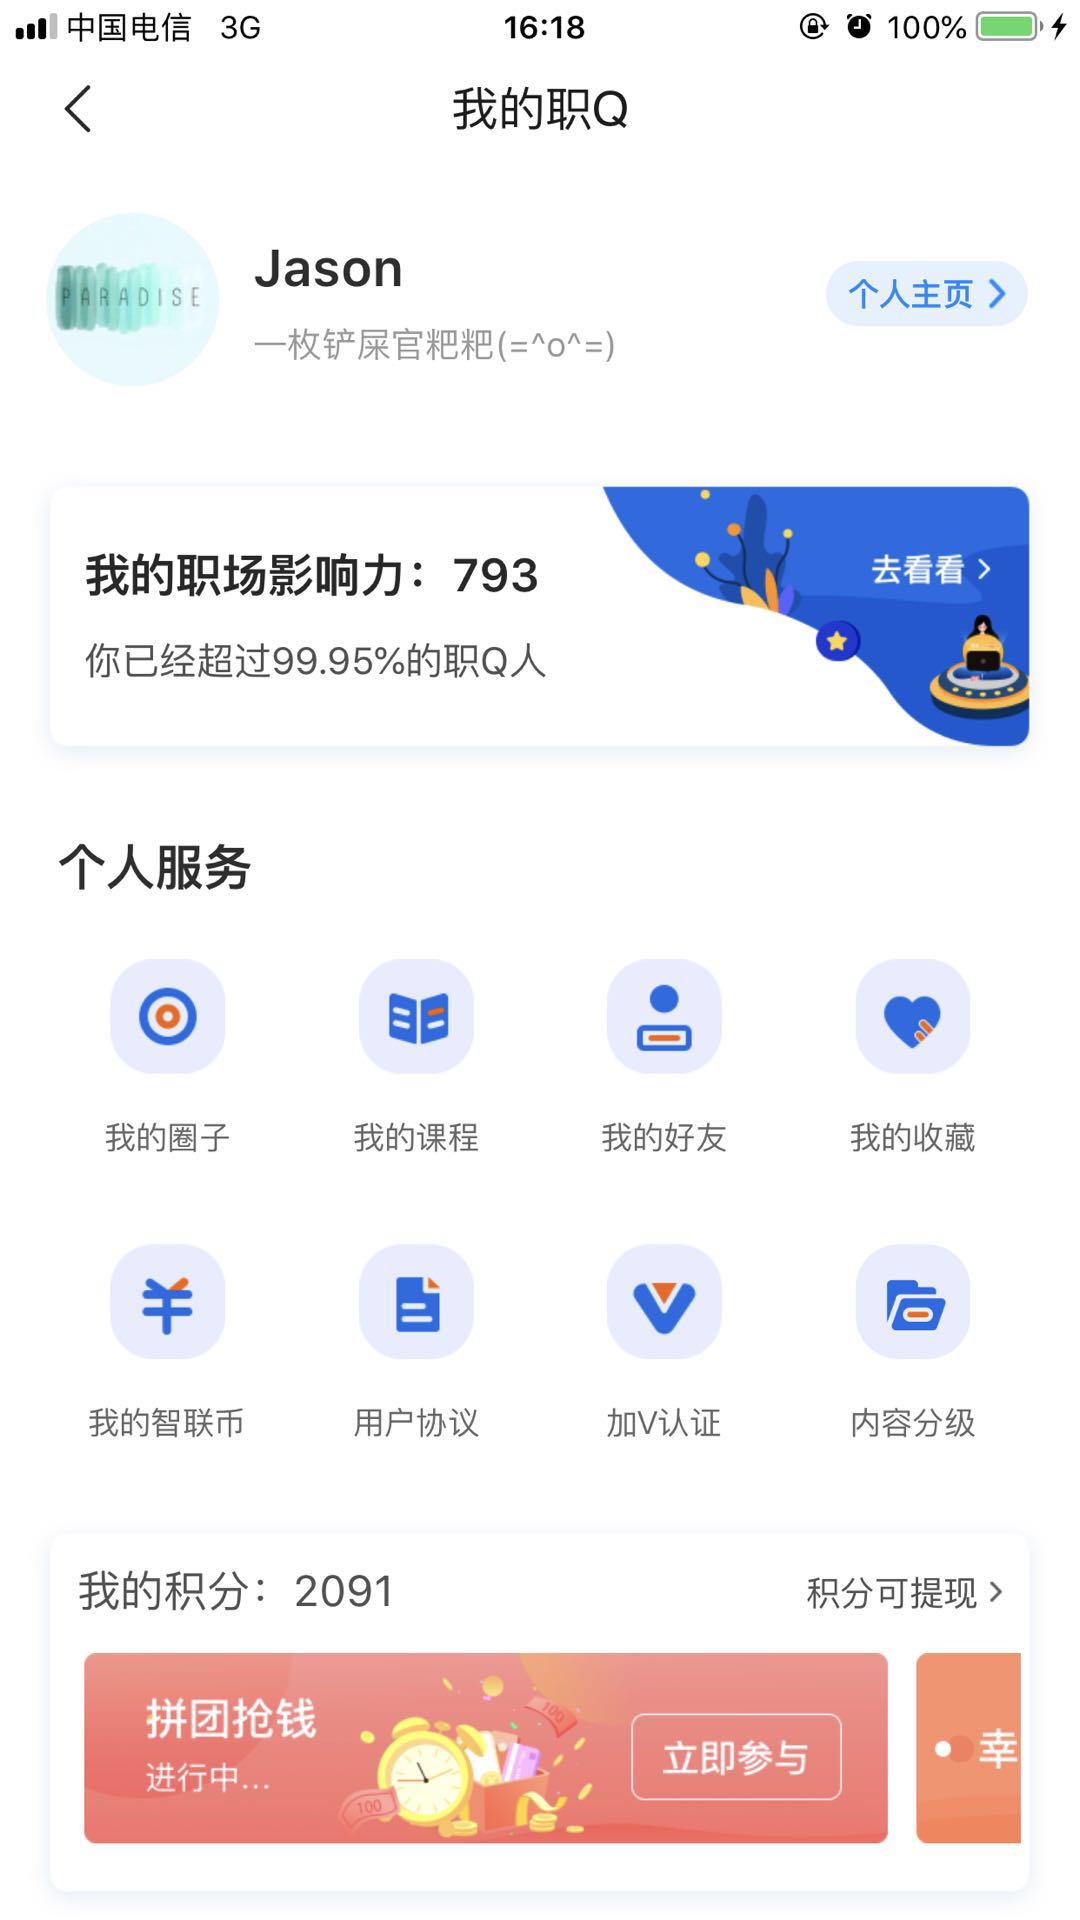 中国电信 3G 16:18 100%
我的职Q
PARADISE
Jason
一枚铲屎官粑粑(=^o^=)
个人主页
我的职场影响力：793
去看看
你已经超过99.95%的职Q人
个人服务
我的圈子 我的课程 我的好友 我的收藏
我的智联币 用户协议 加V认证 内容分级
我的积分：2091
积分可提现
拼团抢钱
进行中...
100
100
立即参与
幸